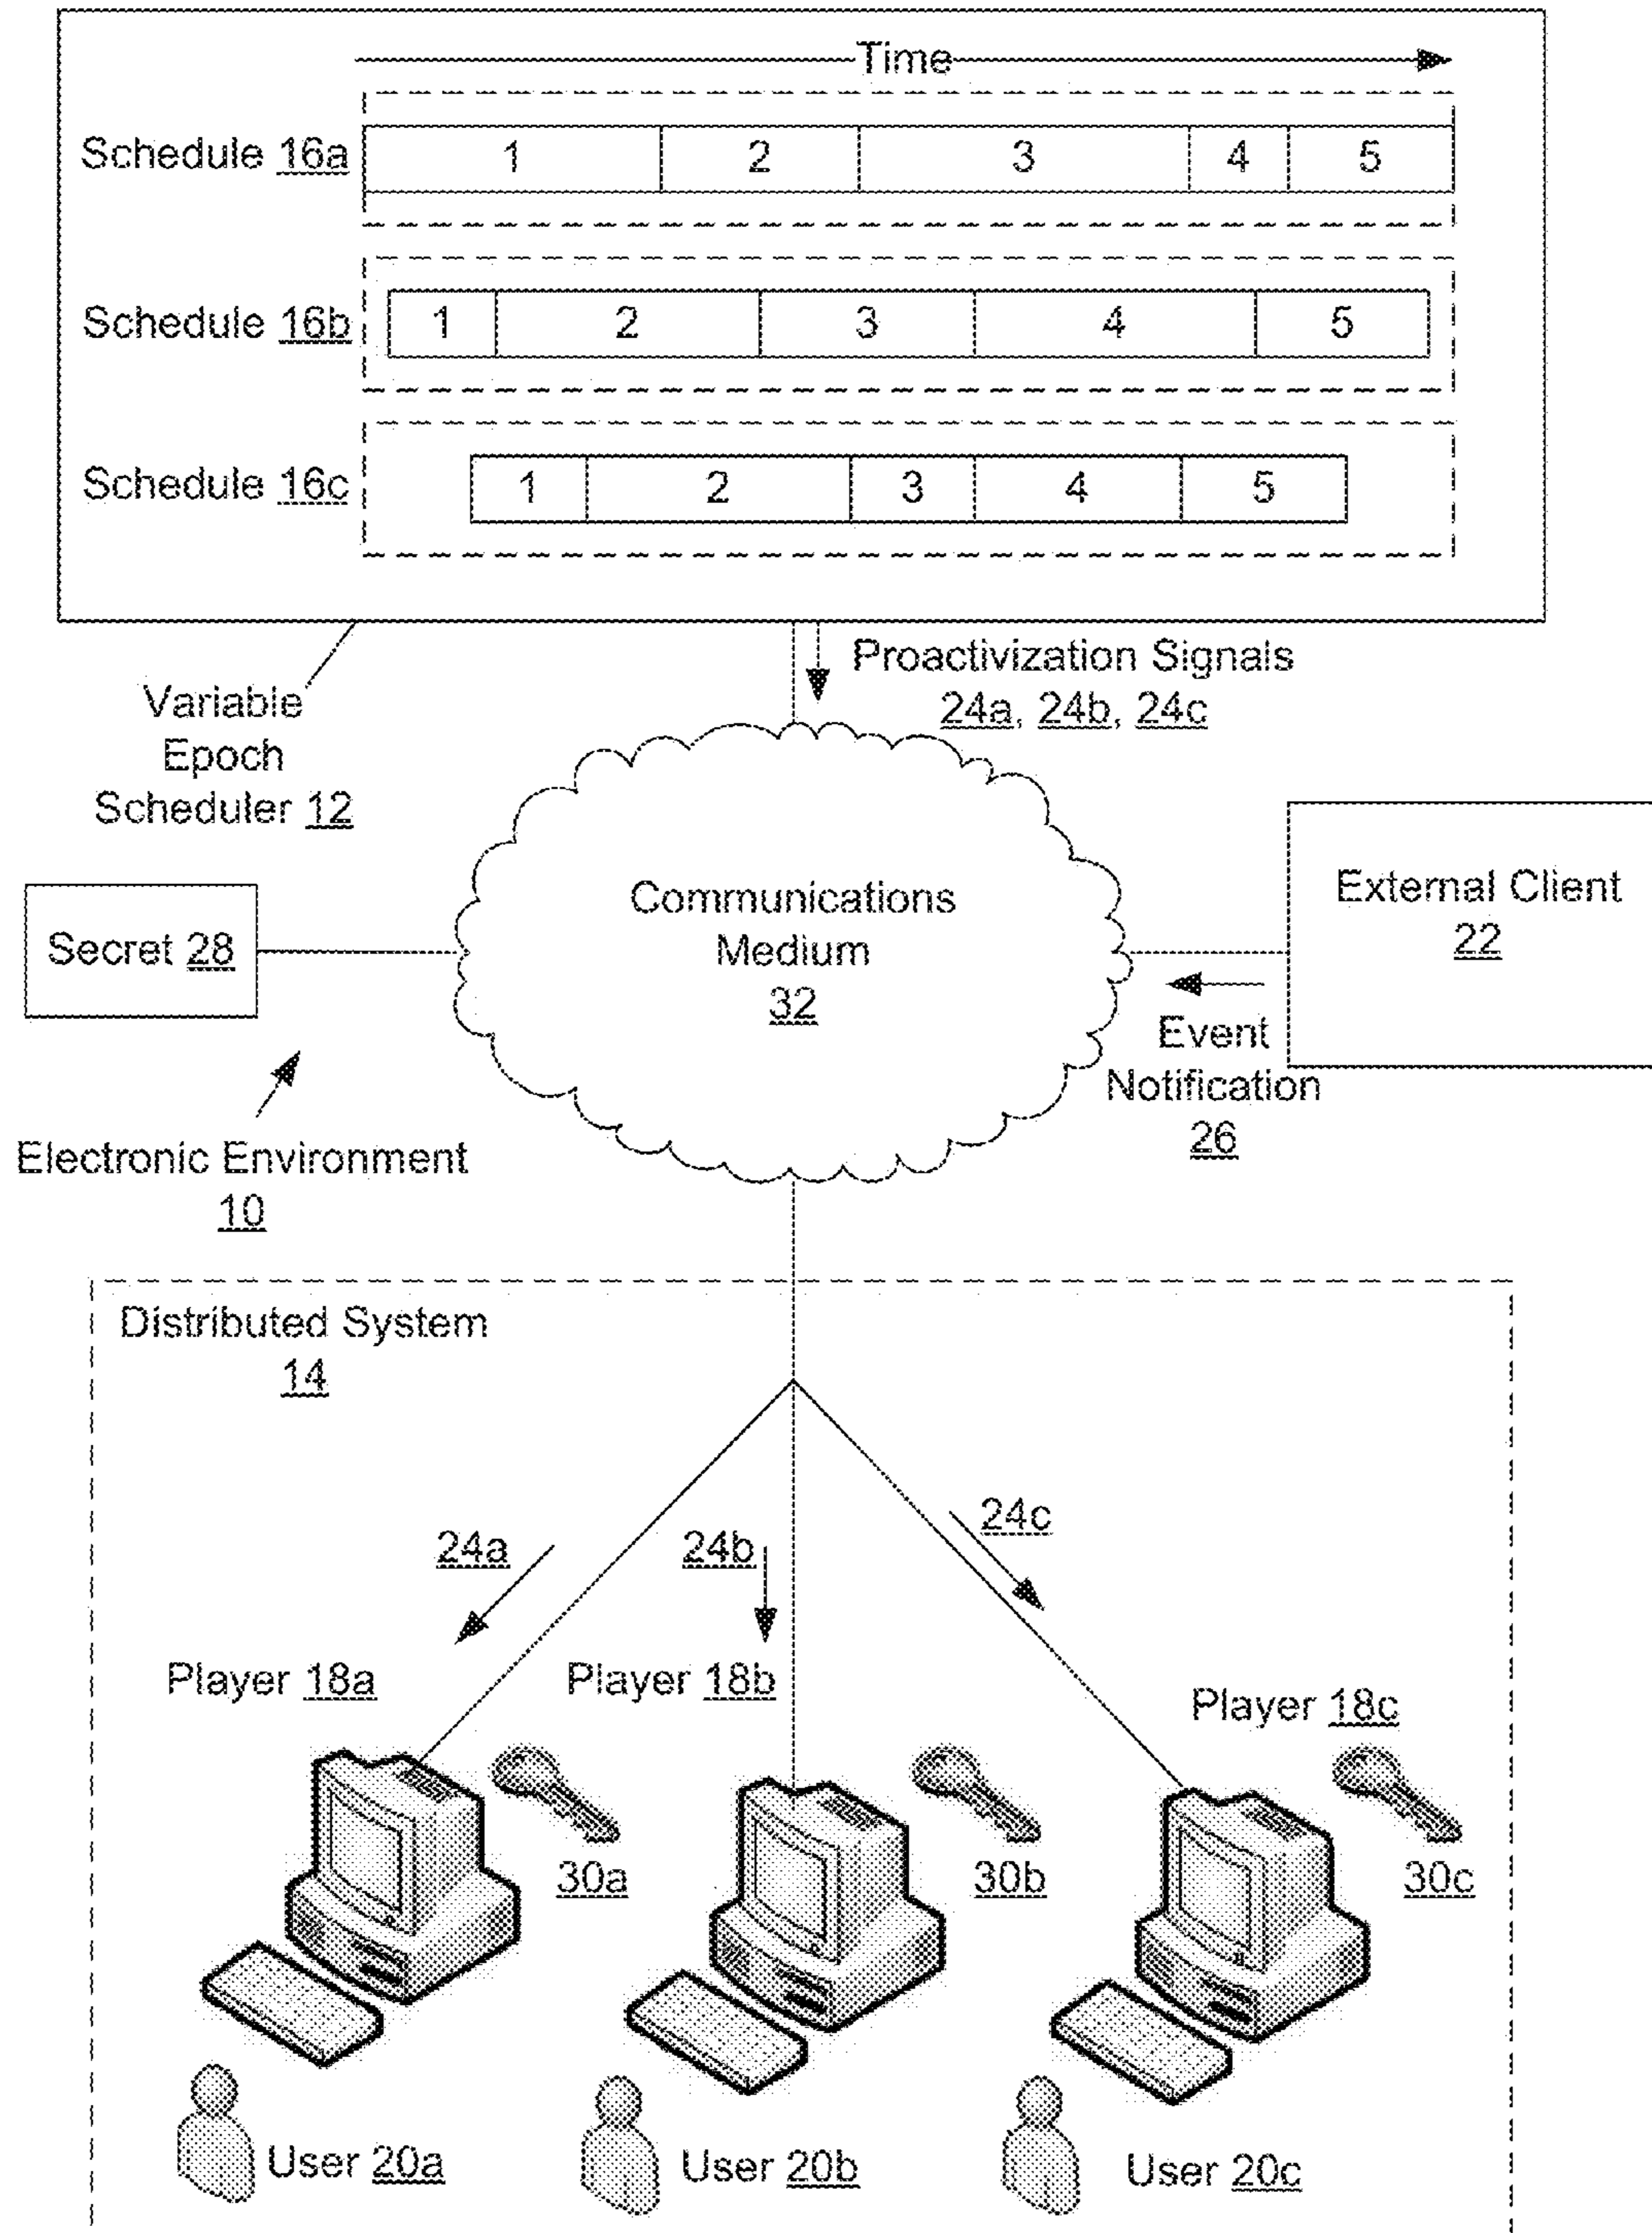 Time
Schedule 16a
1 2 3 4 5
Schedule 16b
1 2 3 4 5
Schedule 16c
1 2 3 4 5
Proactivization Signals
24a, 24b, 24c
Variable
Epoch
Scheduler 12
Communications
Medium
32
External Client
22
Secret 28
Event
Notification
26
Electronic Environment
10
Distributed System
14
24a
24b
24c
Player 18a
Player 18b
Player 18c
30a
30b
30c
User 20a
User 20b
User 20c